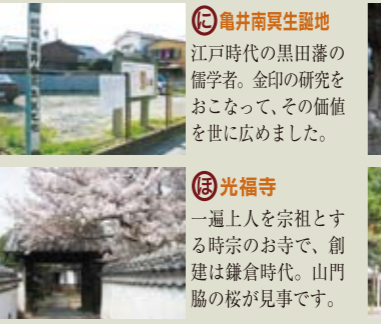 に亀井南冥生誕地
江戸時代の黒田藩の
儒学者。金印の研究を
おこなって、その価値
を世に広めました。
ほ光福寺
一遍上人を宗祖とす
る時宗のお寺で、創
建は鎌倉時代。山門
脇の桜が見事です。